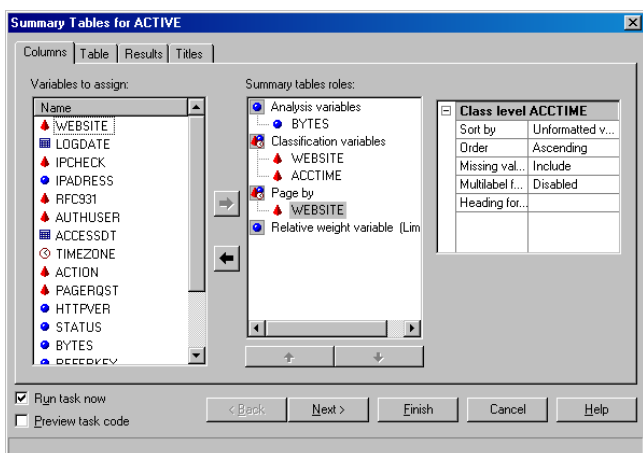 Summary Tables for ACTIVE
Columns
Table
Results
Titles
Variables to assign:
Name
WEBSITE
LOGDATE
IPCHECK
IPADRESS
RFC931
AUTHUSER
ACCESSDT
TIMEZONE
ACTION
PAGERQST
HTTPVER
STATUS
BYTES
REFERKEY
Summary tables roles:
Analysis variables
BYTES
Classification variables
WEBSITE
ACCTIME
Page by
WEBSITE
Relative weight variable (Lim
Class level ACCTIME
Sort by Unformatted v...
Order Ascending
Missing val... Include
Multilabel f... Disabled
Heading for...
Run task now
Preview task code
< Back
Next >
Finish
Cancel
Help